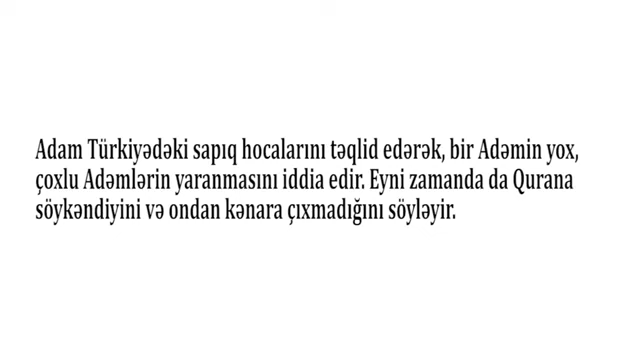 Adam Türkiyədəki sapıq hocalarını təqlid edərək, bir Adəmin yox,
çoxlu Adəmlərin yaranmasını iddia edir. Eyni zamanda da Qurana
söykəndiyini və ondan kənara çıxmadığını söyləyir.